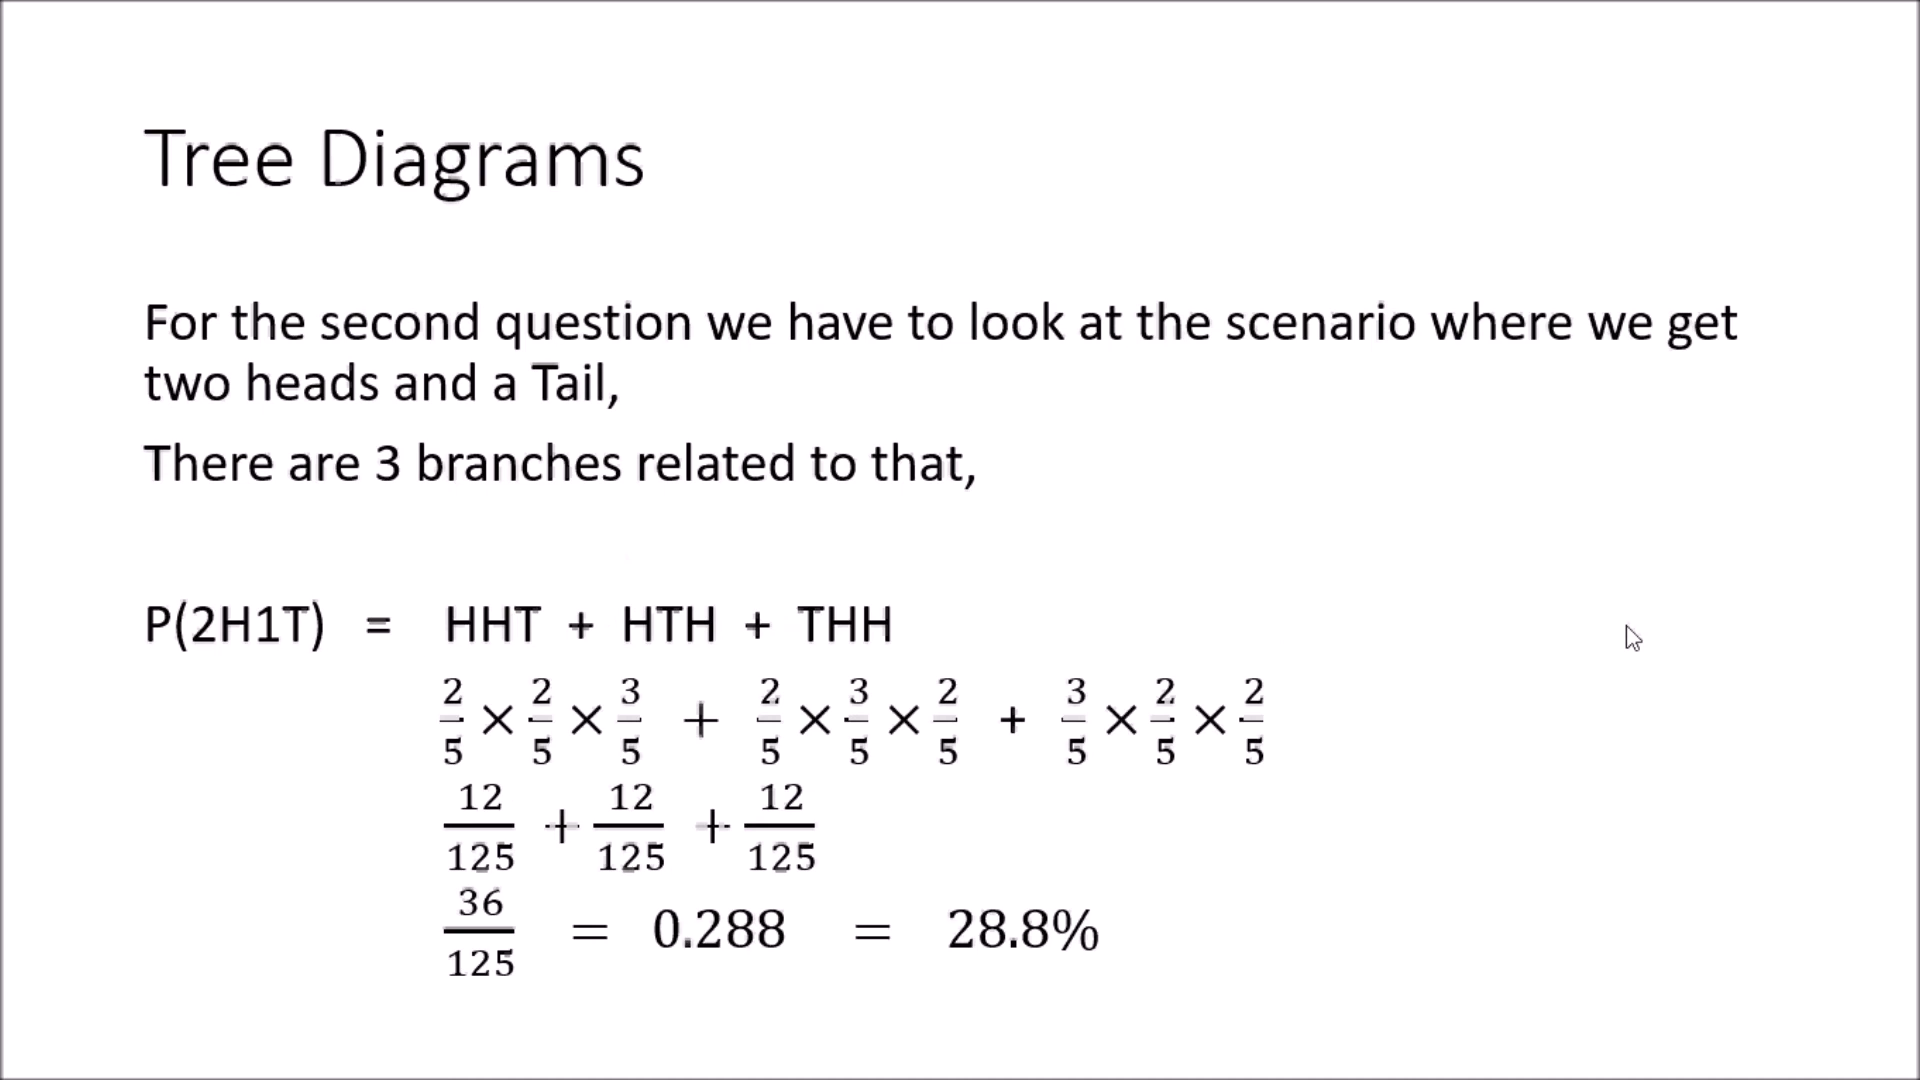 Tree Diagrams
For the second question we have to look at the scenario where we get
two heads and a Tail,
There are 3 branches related to that,
P(2H1T) = HHT + HTH + THH
2/5 × 2/5 × 3/5 + 2/5 × 3/5 × 2/5 + 3/5 × 2/5 × 2/5
12/125 + 12/125 + 12/125
36/125 = 0.288 = 28.8%